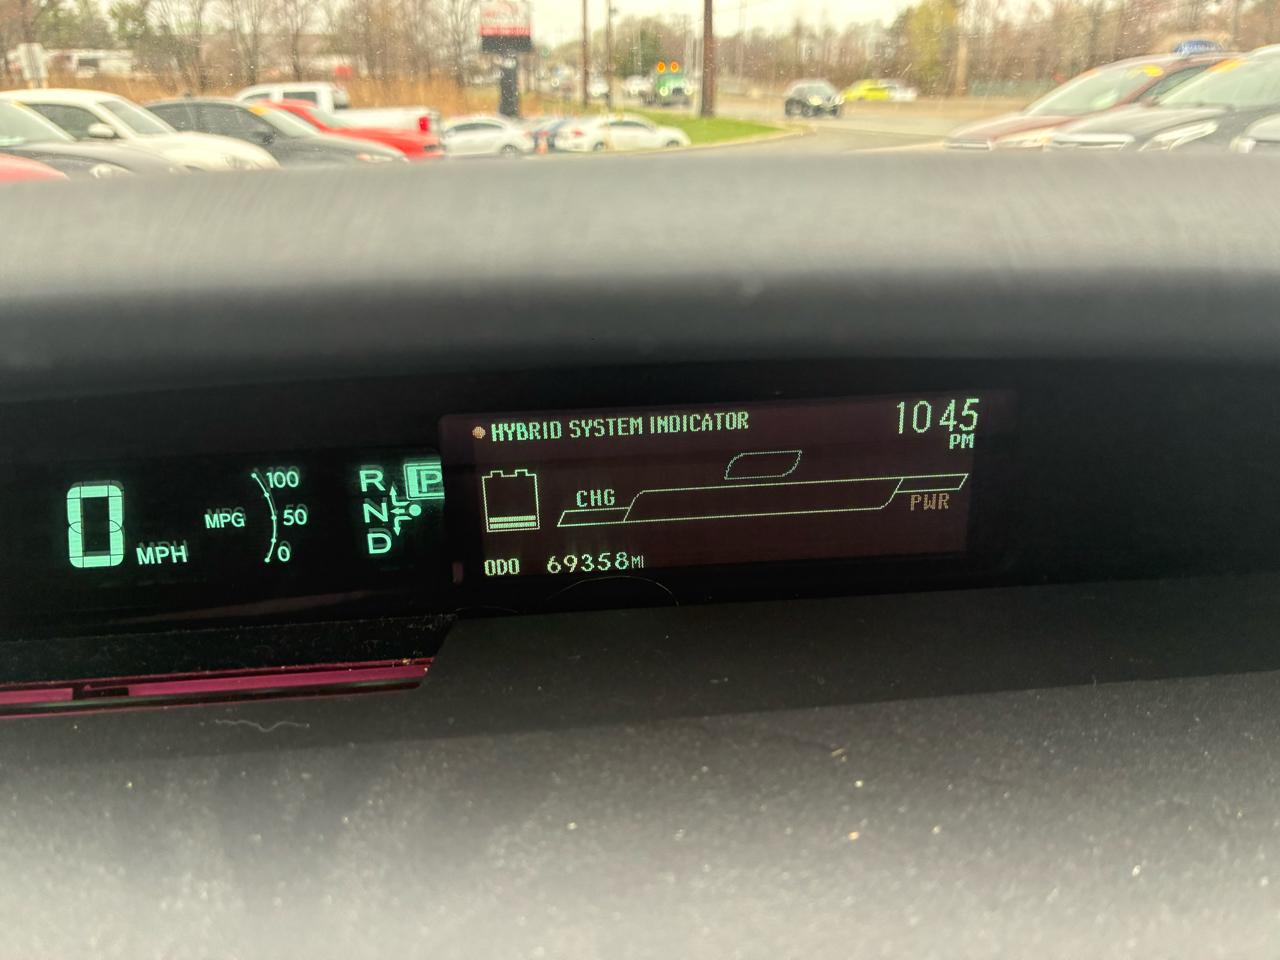 HYBRID SYSTEM INDICATOR
10 45
PM
0 MPH
MPG
100
50
0
R
P
N
D
CHG
PWR
ODO 69358MI